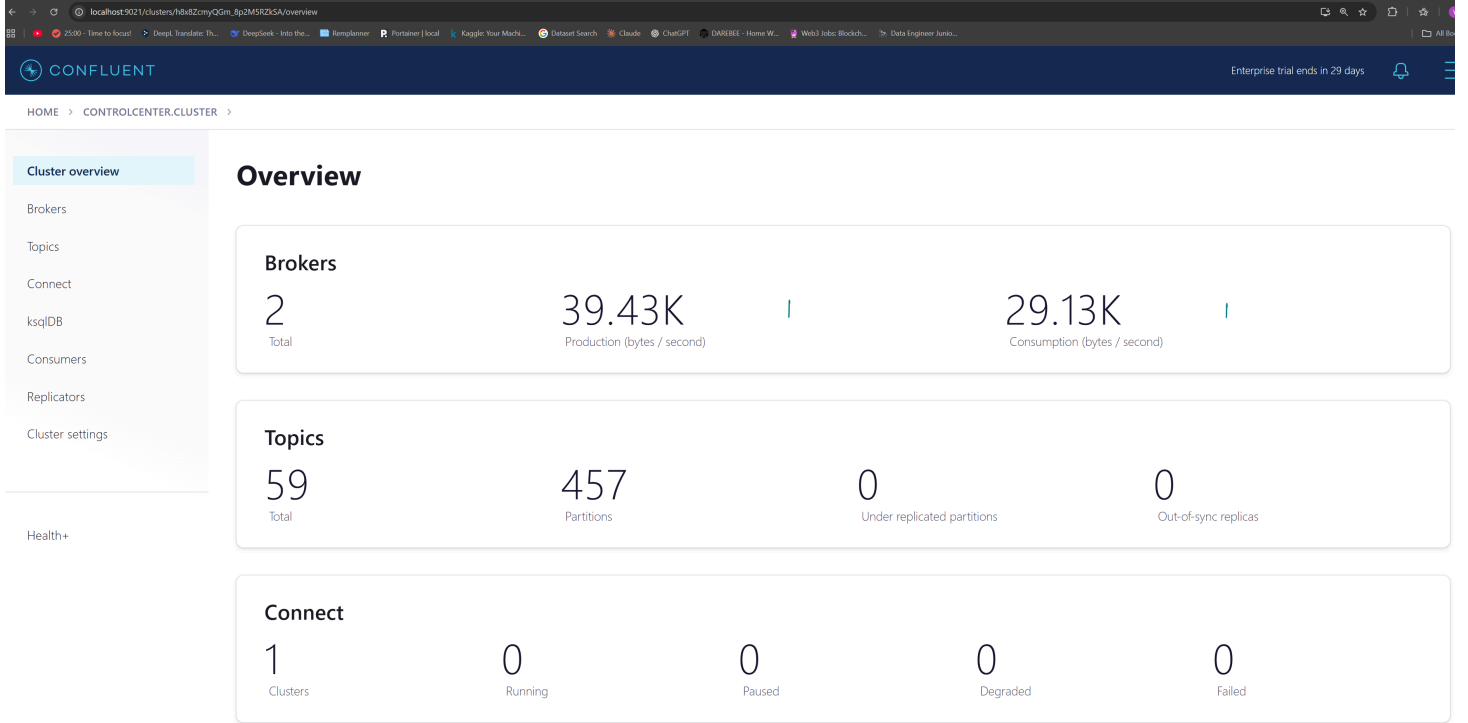 localhost:9021/clusters/h8x8ZcmyQGm_8p2M5RZkSA/overview
25:00 - Time to focus! DeepL Translate: Th... DeepSeek - Into the... Remplanner Portainer | local Kaggle: Your Machi... Dataset Search Claude ChatGPT DAREBEE - Home W... Web3 Jobs: Blockch... Data Engineer Junio... All Bo
CONFLUENT
Enterprise trial ends in 29 days
HOME > CONTROLCENTER.CLUSTER >
Cluster overview
Brokers
Topics
Connect
ksqlDB
Consumers
Replicators
Cluster settings
Health+
Overview
Brokers
2 39.43K 29.13K
Total Production (bytes / second) Consumption (bytes / second)
Topics
59 457 0 0
Total Partitions Under replicated partitions Out-of-sync replicas
Connect
1 0 0 0 0
Clusters Running Paused Degraded Failed